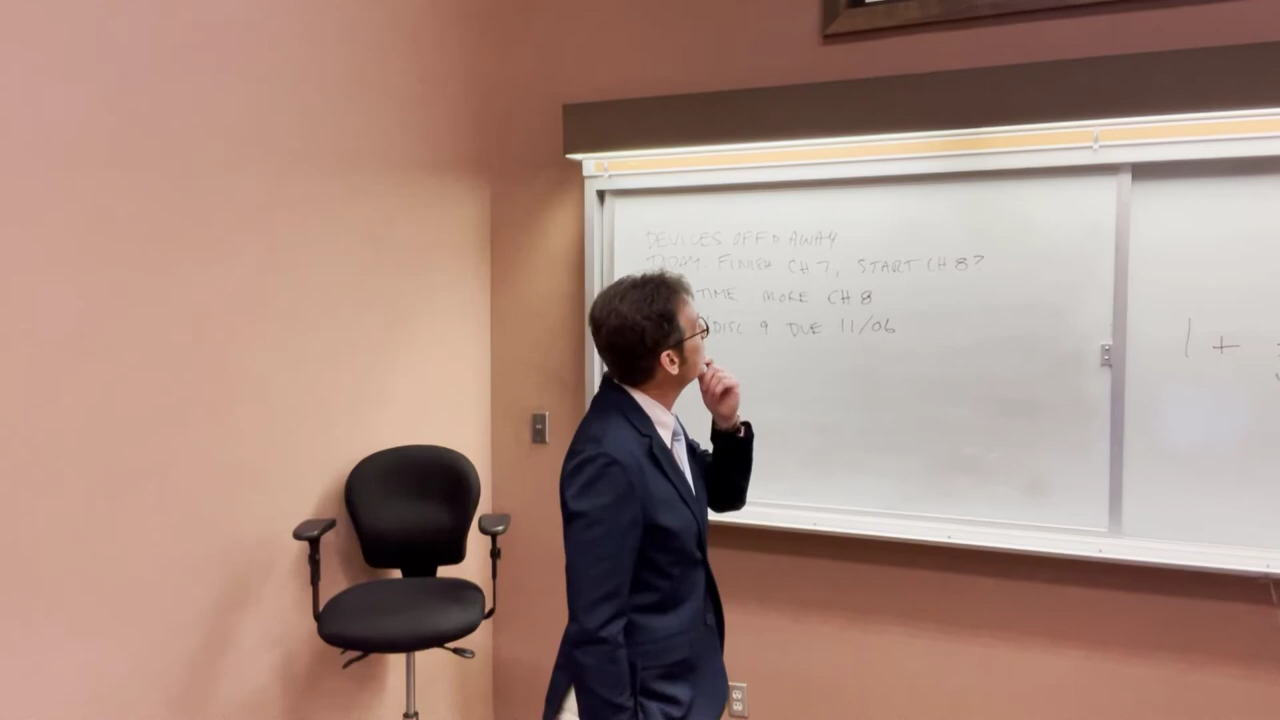 DEVICES OFF & AWAY
TODAY: FINISH CH 7, START CH 8?
TIME MORE CH 8
DISC 9 DUE 11/06
1 +